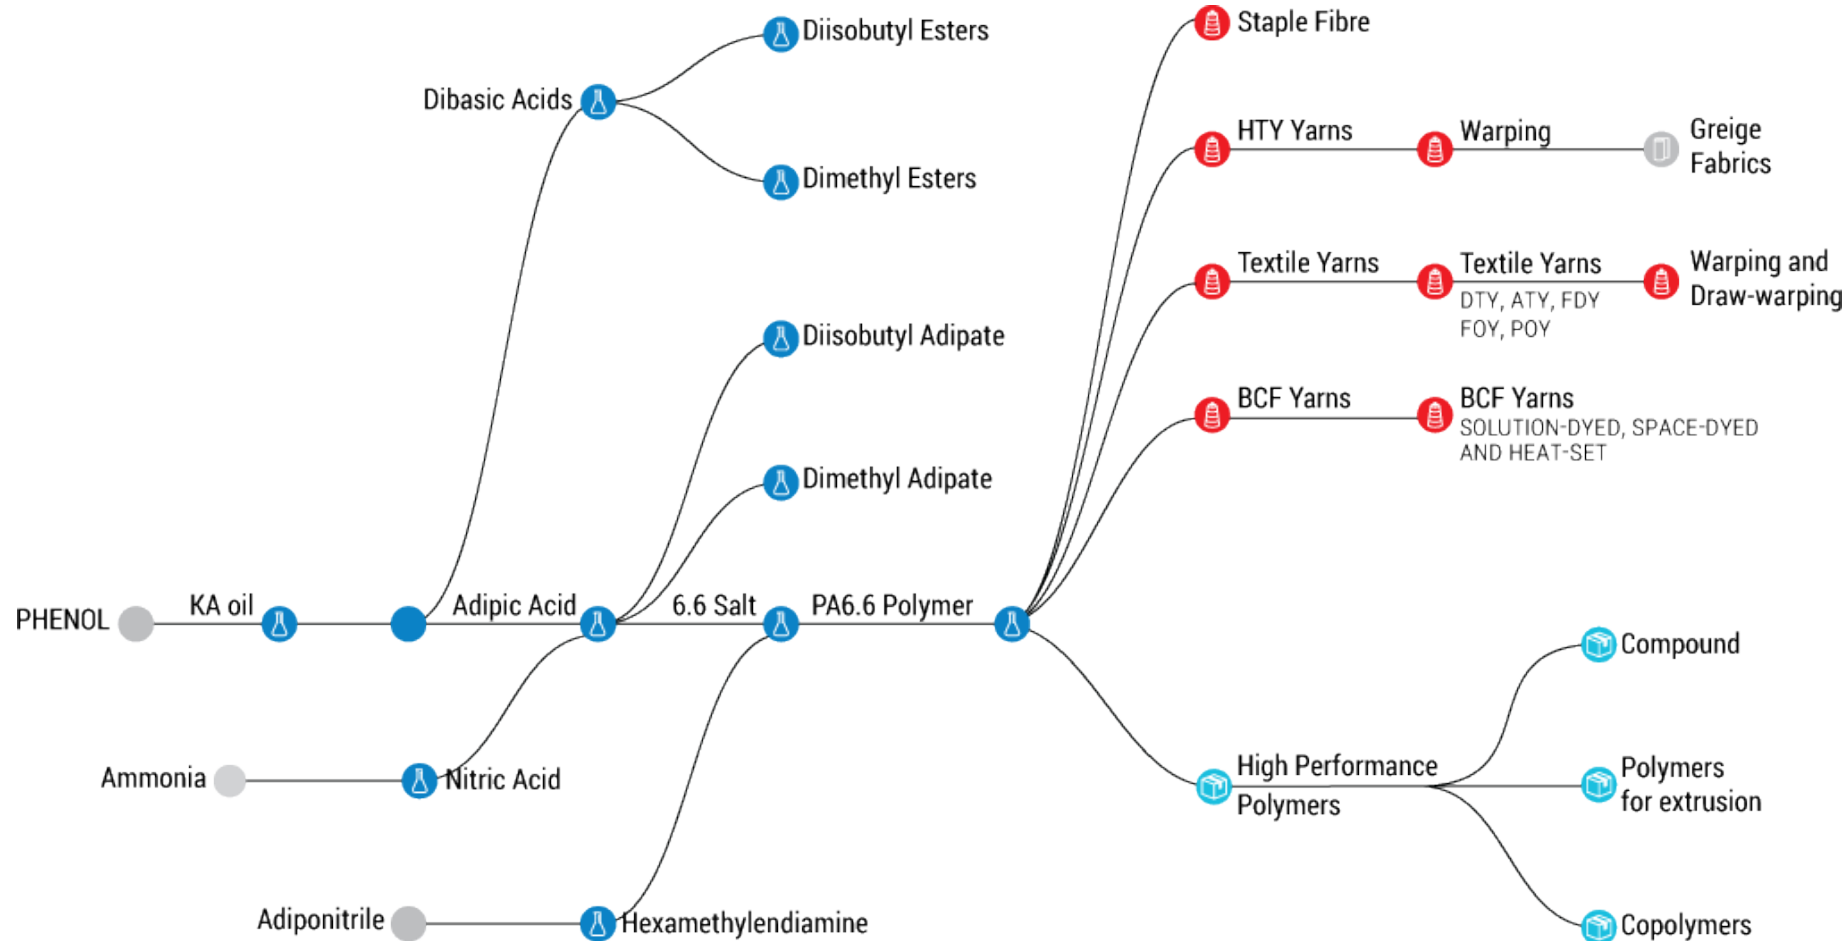 Diisobutyl Esters
Dibasic Acids
Dimethyl Esters
Diisobutyl Adipate
Dimethyl Adipate
PHENOL
KA oil
Adipic Acid
6.6 Salt
PA6.6 Polymer
Ammonia
Nitric Acid
Adiponitrile
Hexamethylendiamine
Staple Fibre
HTY Yarns
Warping
Greige
Fabrics
Textile Yarns
Textile Yarns
DTY, ATY, FDY
FOY, POY
Warping and
Draw-warping
BCF Yarns
BCF Yarns
SOLUTION-DYED, SPACE-DYED
AND HEAT-SET
High Performance
Polymers
Compound
Polymers
for extrusion
Copolymers